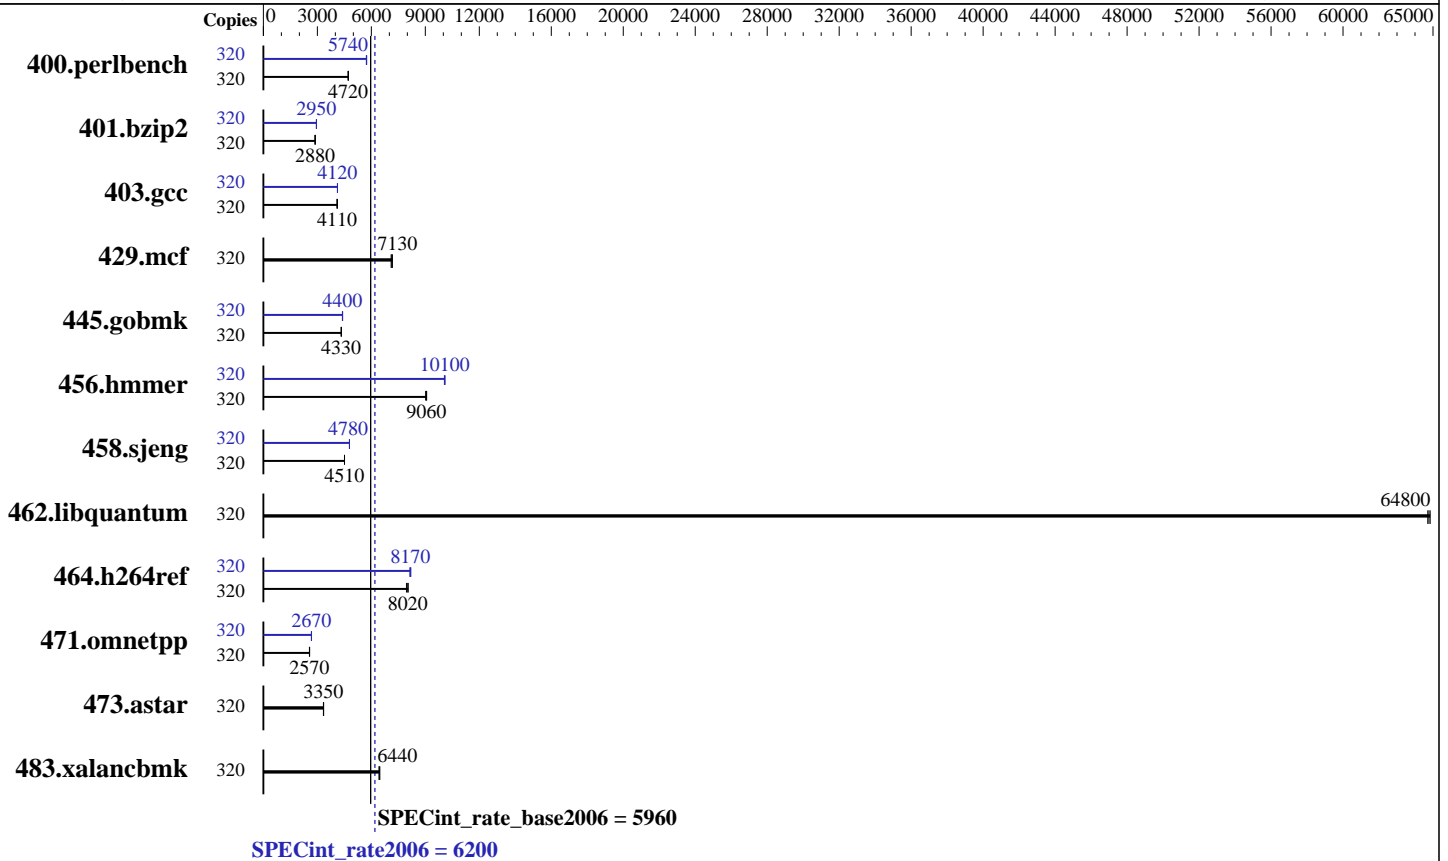 Copies 0 3000 6000 9000 12000 16000 20000 24000 28000 32000 36000 40000 44000 48000 52000 56000 60000 65000
400.perlbench 320 5740
320 4720
401.bzip2 320 2950
320 2880
403.gcc 320 4120
320 4110
429.mcf 320 7130
445.gobmk 320 4400
320 4330
456.hmmer 320 10100
320 9060
458.sjeng 320 4780
320 4510
462.libquantum 320 64800
464.h264ref 320 8170
320 8020
471.omnetpp 320 2670
320 2570
473.astar 320 3350
483.xalancbmk 320 6440
SPECint_rate_base2006 = 5960
SPECint_rate2006 = 6200